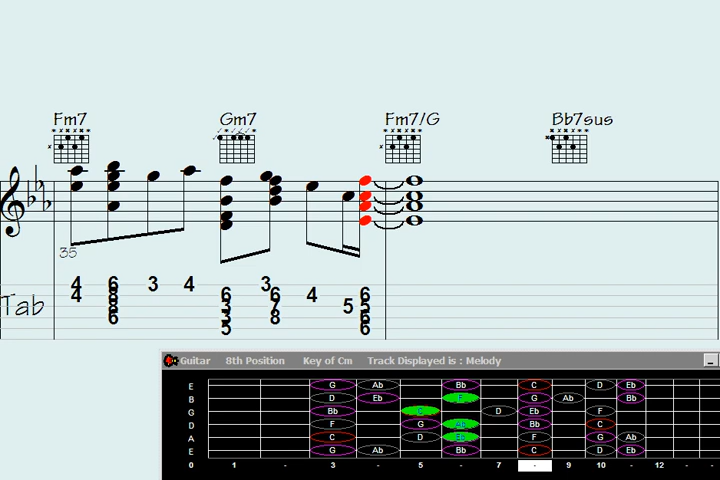 Fm7 Gm7 Fm7/G Bb7sus
35
4 6 3 4 3
4 8 6 6 4 6
Tab 8 3 7 5 5
6 3 8 6
5 6
Guitar 8th Position Key of Cm Track Displayed is : Melody
E G Ab Bb C D Eb
B D Eb F G Ab Bb
G Bb C D Eb F
D F G Ab Bb C
A C D Eb F G Ab
E G Ab Bb C D Eb
0 1 - 3 - 5 - 7 - 9 10 - 12 - -